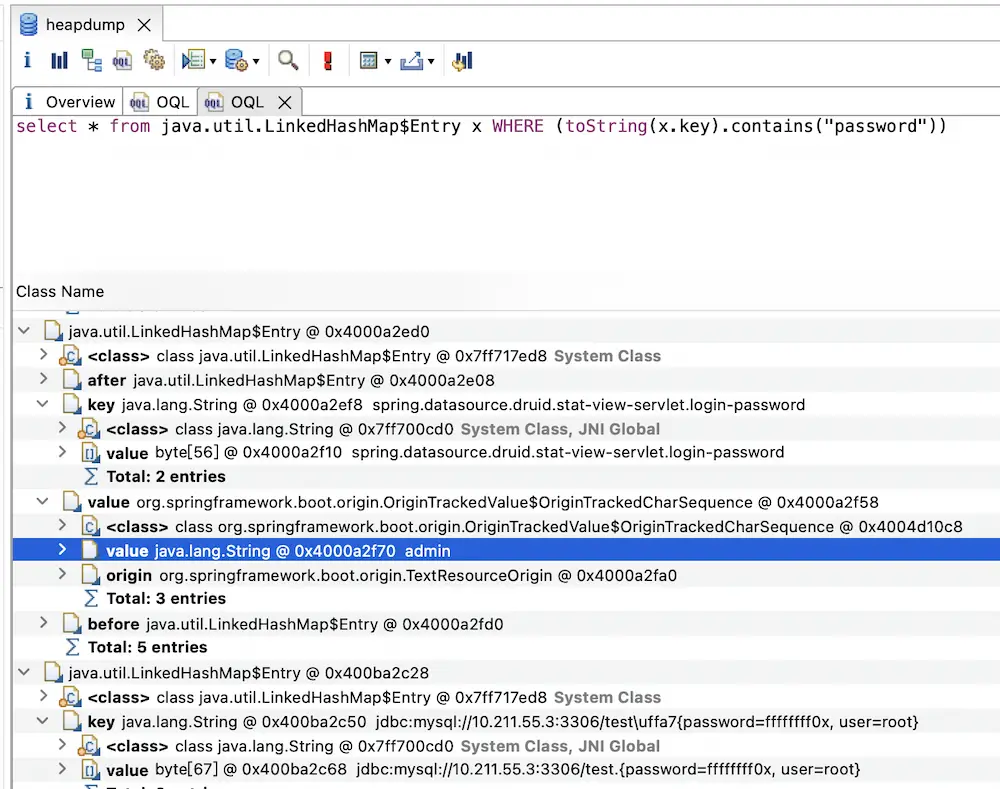 heapdump
Overview OQL OQL
select * from java.util.LinkedHashMap$Entry x WHERE (toString(x.key).contains("password"))
Class Name
java.util.LinkedHashMap$Entry @ 0x4000a2ed0
<class> class java.util.LinkedHashMap$Entry @ 0x7ff717ed8 System Class
after java.util.LinkedHashMap$Entry @ 0x4000a2e08
key java.lang.String @ 0x4000a2ef8 spring.datasource.druid.stat-view-servlet.login-password
<class> class java.lang.String @ 0x7ff700cd0 System Class, JNI Global
value byte[56] @ 0x4000a2f10 spring.datasource.druid.stat-view-servlet.login-password
Total: 2 entries
value org.springframework.boot.origin.OriginTrackedValue$OriginTrackedCharSequence @ 0x4000a2f58
<class> class org.springframework.boot.origin.OriginTrackedValue$OriginTrackedCharSequence @ 0x4004d10c8
value java.lang.String @ 0x4000a2f70 admin
origin org.springframework.boot.origin.TextResourceOrigin @ 0x4000a2fa0
Total: 3 entries
before java.util.LinkedHashMap$Entry @ 0x4000a2fd0
Total: 5 entries
java.util.LinkedHashMap$Entry @ 0x400ba2c28
<class> class java.util.LinkedHashMap$Entry @ 0x7ff717ed8 System Class
key java.lang.String @ 0x400ba2c50 jdbc:mysql://10.211.55.3:3306/test\uffa7{password=ffffffff0x, user=root}
<class> class java.lang.String @ 0x7ff700cd0 System Class, JNI Global
value byte[67] @ 0x400ba2c68 jdbc:mysql://10.211.55.3:3306/test.{password=ffffffff0x, user=root}